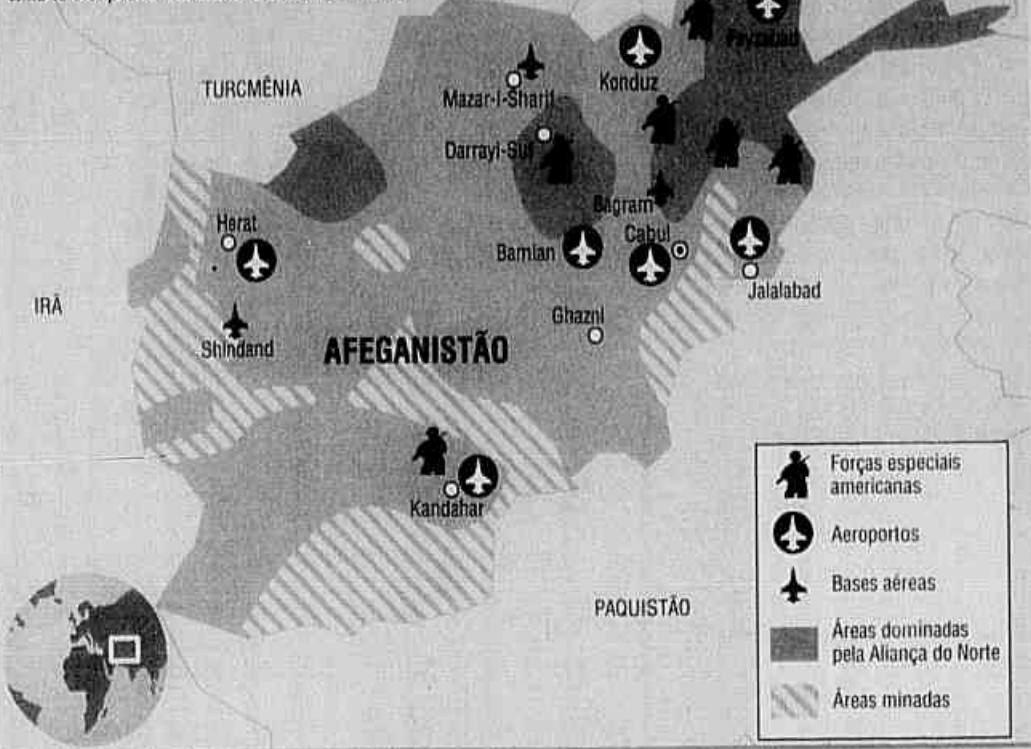 Fayzabad
TURCMÊNIA
Konduz
Mazar-i-Sharif
Darrayi-Suf
Bagram
Herat
Cabul
Bamian
Jalalabad
IRÃ
Ghazni
Shindand
AFEGANISTÃO
Kandahar
PAQUISTÃO
Forças especiais
americanas
Aeroportos
Bases aéreas
Áreas dominadas
pela Aliança do Norte
Áreas minadas